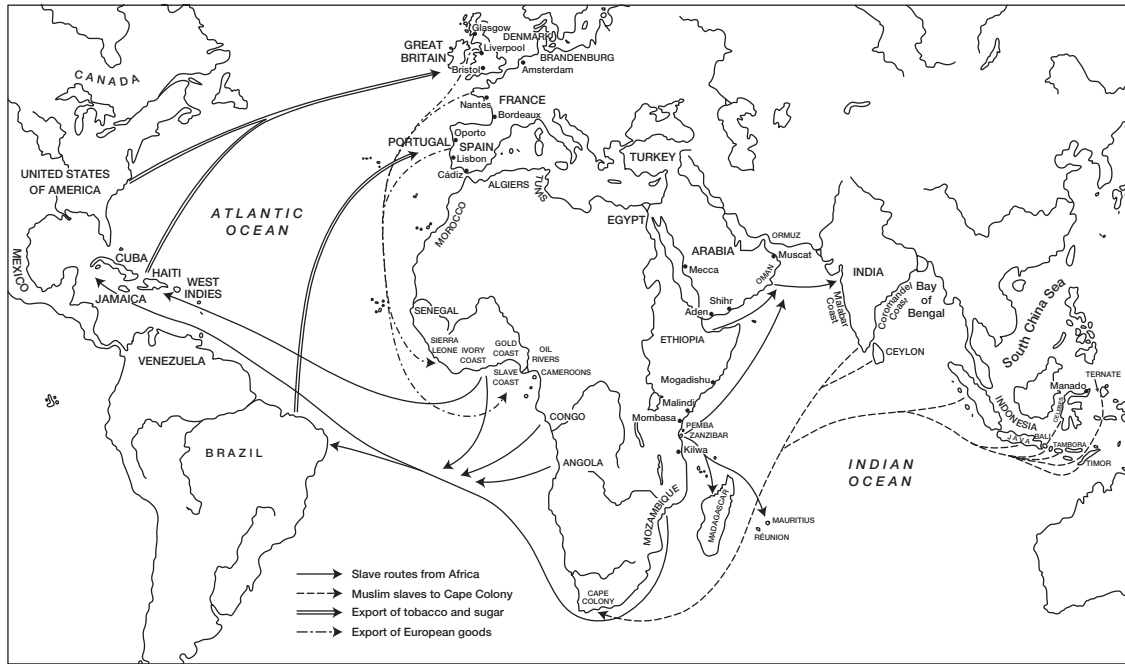 Glasgow
DENMARK
GREAT
BRITAIN
Liverpool
BRANDENBURG
Bristol
Amsterdam
CANADA
Nantes
FRANCE
Bordeaux
PORTUGAL
Oporto
SPAIN
Lisbon
Cádiz
TURKEY
UNITED STATES
OF AMERICA
ALGIERS
TUNIS
ATLANTIC
OCEAN
MOROCCO
EGYPT
ORMUZ
ARABIA
Muscat
MEXICO
CUBA
HAITI
WEST
INDIES
JAMAICA
Mecca
OMAN
INDIA
Shihr
Aden
Malabar
Coast
Coromandel
Coast
Bay
of
Bengal
South China Sea
SENEGAL
SIERRA
LEONE
IVORY
COAST
GOLD
COAST
SLAVE
COAST
OIL
RIVERS
CAMEROONS
ETHIOPIA
CEYLON
VENEZUELA
TERNATE
Manado
CELEBES
INDONESIA
JAVA
BALI
TAMBORA
TIMOR
Mogadishu
Malindi
Mombasa
PEMBA
ZANZIBAR
Kilwa
CONGO
BRAZIL
ANGOLA
INDIAN
OCEAN
MOZAMBIQUE
MADAGASCAR
MAURITIUS
RÉUNION
CAPE
COLONY
Slave routes from Africa
Muslim slaves to Cape Colony
Export of tobacco and sugar
Export of European goods